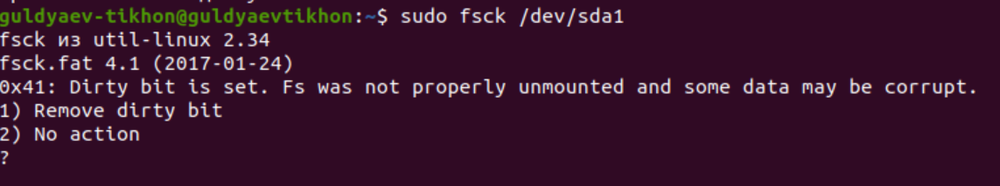 guldyaev-tikhon@guldyaevtikhon:~$ sudo fsck /dev/sda1
fsck из util-linux 2.34
fsck.fat 4.1 (2017-01-24)
0x41: Dirty bit is set. Fs was not properly unmounted and some data may be corrupt.
1) Remove dirty bit
2) No action
?